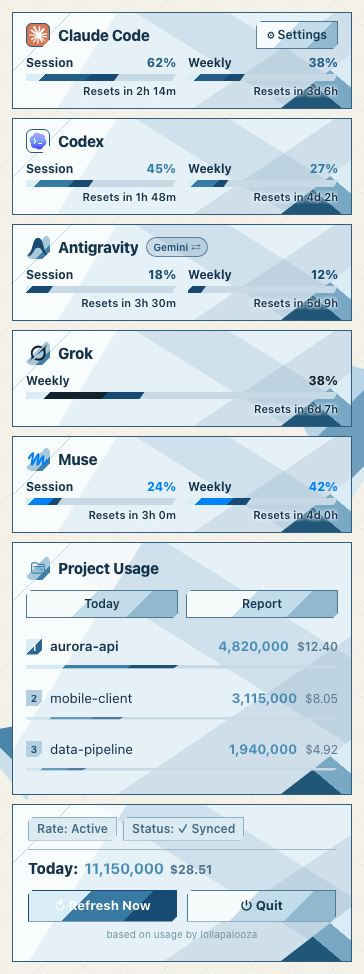 Claude Code
⚙ Settings
Session 62% Weekly 38%
Resets in 2h 14m Resets in 3d 6h
Codex
Session 45% Weekly 27%
Resets in 1h 48m Resets in 4d 2h
Antigravity Gemini ⇄
Session 18% Weekly 12%
Resets in 3h 30m Resets in 5d 9h
Grok
Weekly 38%
Resets in 6d 7h
Muse
Session 24% Weekly 42%
Resets in 3h 0m Resets in 4d 0h
Project Usage
Today Report
aurora-api 4,820,000 $12.40
2 mobile-client 3,115,000 $8.05
3 data-pipeline 1,940,000 $4.92
Rate: Active Status: ✓ Synced
Today: 11,150,000 $28.51
↻ Refresh Now ⏻ Quit
based on usage by lollapalooza